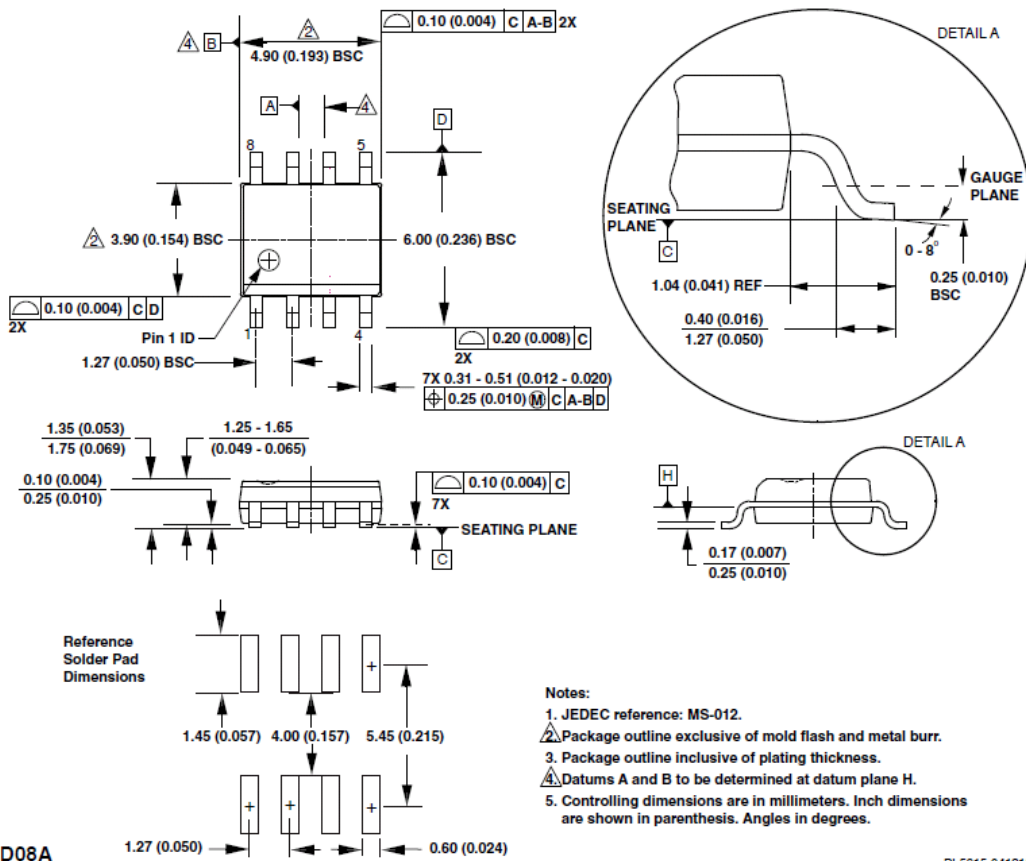 0.10 (0.004) C A-B 2X
DETAIL A
4 B
2
4.90 (0.193) BSC
A
4
D
8
5
GAUGE
PLANE
SEATING
PLANE
C
2 3.90 (0.154) BSC
6.00 (0.236) BSC
0 - 8°
1.04 (0.041) REF
0.25 (0.010)
BSC
0.10 (0.004) C D
2X
0.40 (0.016)
1.27 (0.050)
Pin 1 ID
1
4
0.20 (0.008) C
2X
1.27 (0.050) BSC
7X 0.31 - 0.51 (0.012 - 0.020)
0.25 (0.010) M C A-B D
1.35 (0.053)
1.75 (0.069)
1.25 - 1.65
(0.049 - 0.065)
DETAIL A
0.10 (0.004)
0.25 (0.010)
0.10 (0.004) C
7X
H
SEATING PLANE
C
0.17 (0.007)
0.25 (0.010)
Reference
Solder Pad
Dimensions
1.45 (0.057)
4.00 (0.157)
5.45 (0.215)
Notes:
1. JEDEC reference: MS-012.
2. Package outline exclusive of mold flash and metal burr.
3. Package outline inclusive of plating thickness.
4. Datums A and B to be determined at datum plane H.
5. Controlling dimensions are in millimeters. Inch dimensions
are shown in parenthesis. Angles in degrees.
1.27 (0.050)
0.60 (0.024)
D08A